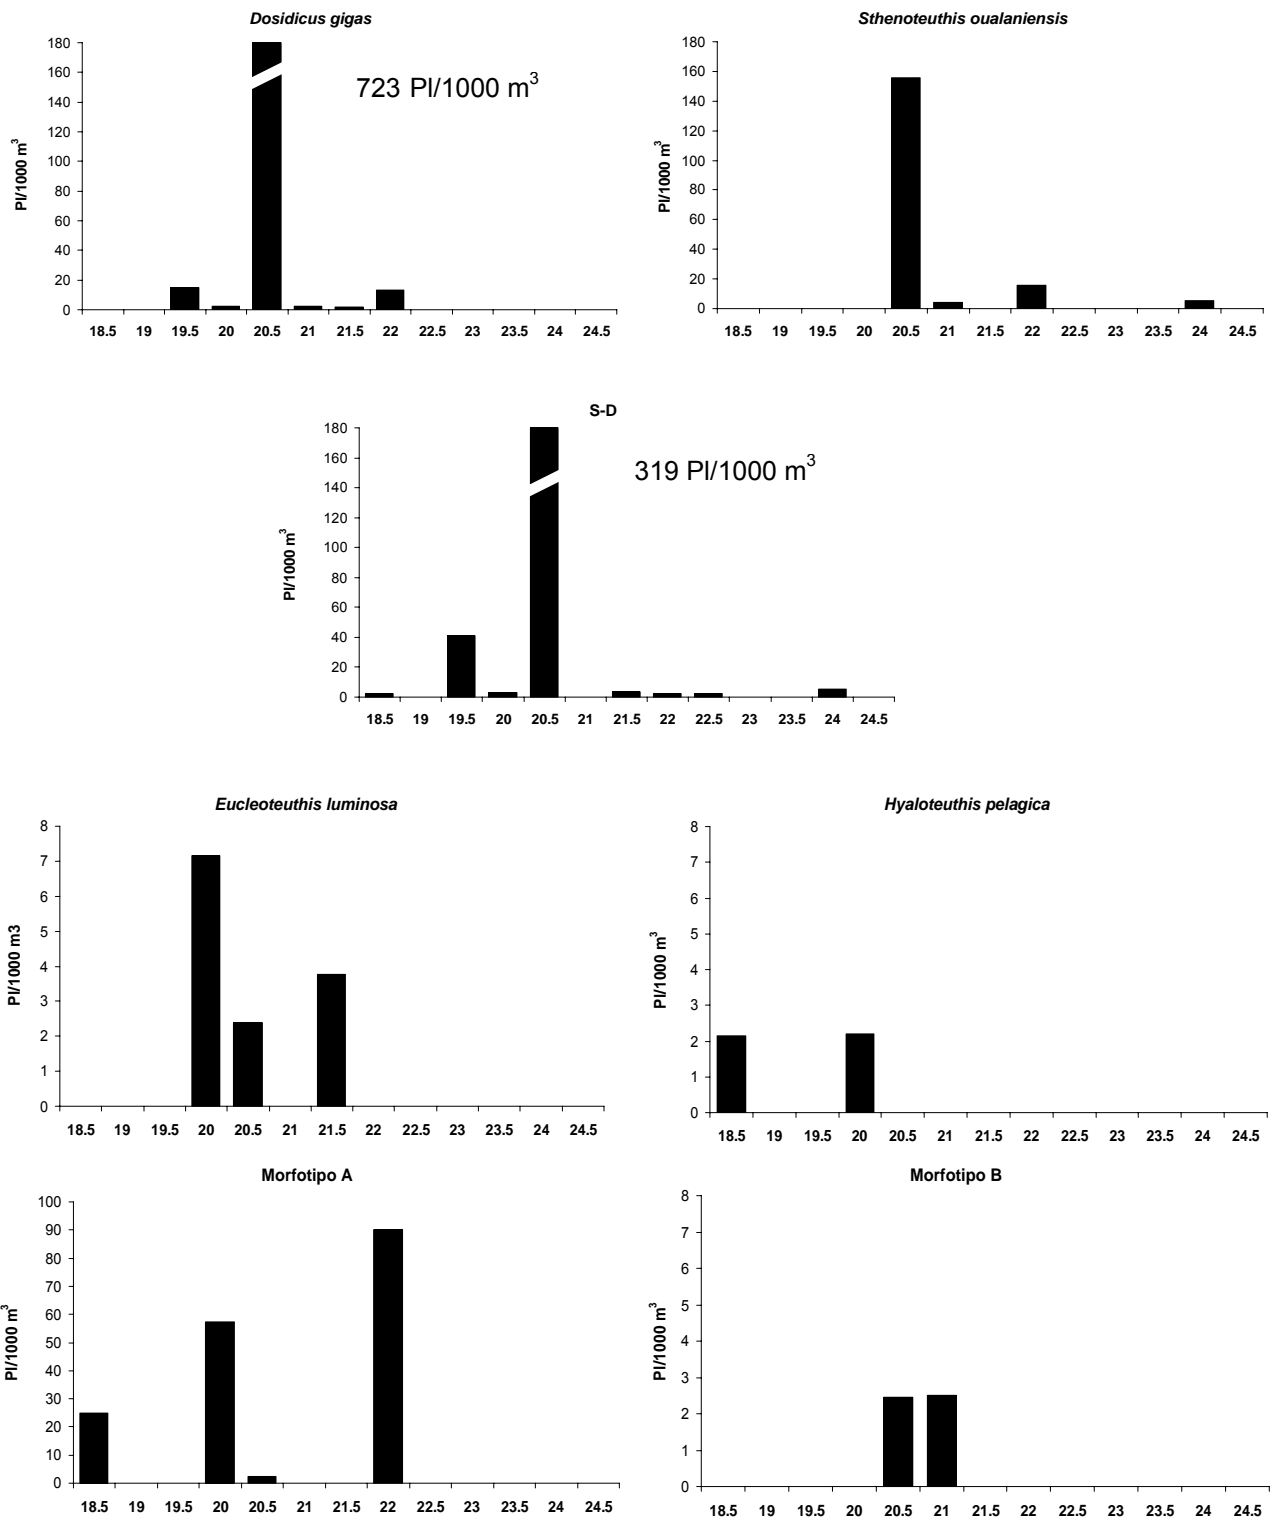 Dosidicus gigas
180
160
140
120
100
80
60
40
20
0
Pl/1000 m³
723 Pl/1000 m³
18.5 19 19.5 20 20.5 21 21.5 22 22.5 23 23.5 24 24.5
Sthenoteuthis oualaniensis
180
160
140
120
100
80
60
40
20
0
Pl/1000 m³
18.5 19 19.5 20 20.5 21 21.5 22 22.5 23 23.5 24 24.5
S-D
180
160
140
120
100
80
60
40
20
0
Pl/1000 m³
319 Pl/1000 m³
18.5 19 19.5 20 20.5 21 21.5 22 22.5 23 23.5 24 24.5
Eucleoteuthis luminosa
8
7
6
5
4
3
2
1
0
Pl/1000 m3
18.5 19 19.5 20 20.5 21 21.5 22 22.5 23 23.5 24 24.5
Hyaloteuthis pelagica
8
7
6
5
4
3
2
1
0
Pl/1000 m³
18.5 19 19.5 20 20.5 21 21.5 22 22.5 23 23.5 24 24.5
Morfotipo A
100
90
80
70
60
50
40
30
20
10
0
Pl/1000 m³
18.5 19 19.5 20 20.5 21 21.5 22 22.5 23 23.5 24 24.5
Morfotipo B
8
7
6
5
4
3
2
1
0
Pl/1000 m³
18.5 19 19.5 20 20.5 21 21.5 22 22.5 23 23.5 24 24.5